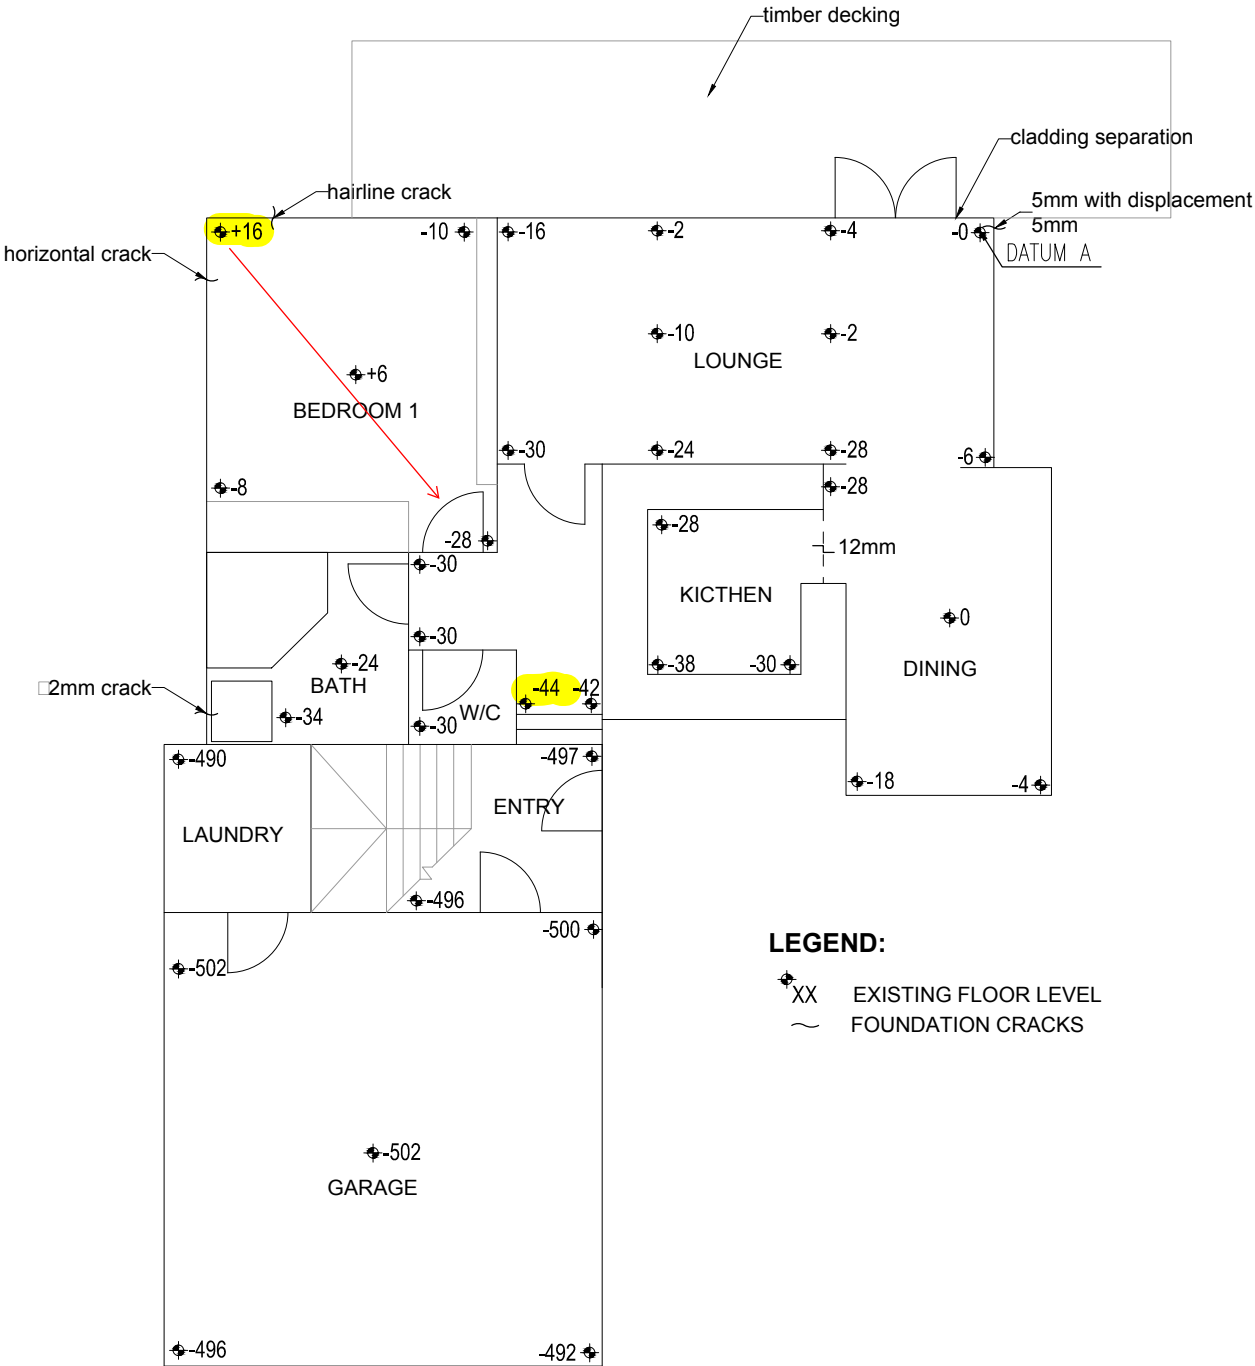 timber decking
cladding separation
5mm with displacement
5mm
hairline crack
+16
-10
-16
-2
-4
-0
DATUM A
horizontal crack
-10
-2
LOUNGE
+6
BEDROOM 1
-30
-24
-28
-6
-8
-28
-28
-28
12mm
-30
KICTHEN
0
-30
-24
-38
-30
DINING
BATH
□2mm crack
-44
-42
-34
W/C
-30
-490
-497
-18
-4
ENTRY
LAUNDRY
-496
-500
LEGEND:
-502
XX EXISTING FLOOR LEVEL
FOUNDATION CRACKS
-502
GARAGE
-496
-492